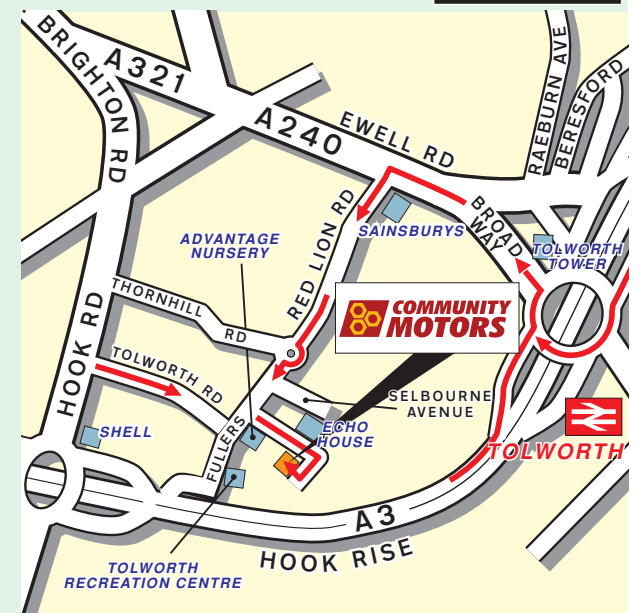 BRIGHTON RD
A321
A240
EWELL RD
RAEBURN AVE
BERESFORD
BROAD
WAY
SAINSBURYS
TOLWORTH
TOWER
ADVANTAGE
NURSERY
RED LION RD
THORNHILL
RD
COMMUNITY
MOTORS
HOOK RD
TOLWORTH RD
SELBOURNE
AVENUE
SHELL
FULLERS
ECHO
HOUSE
TOLWORTH
A3
HOOK RISE
TOLWORTH
RECREATION CENTRE